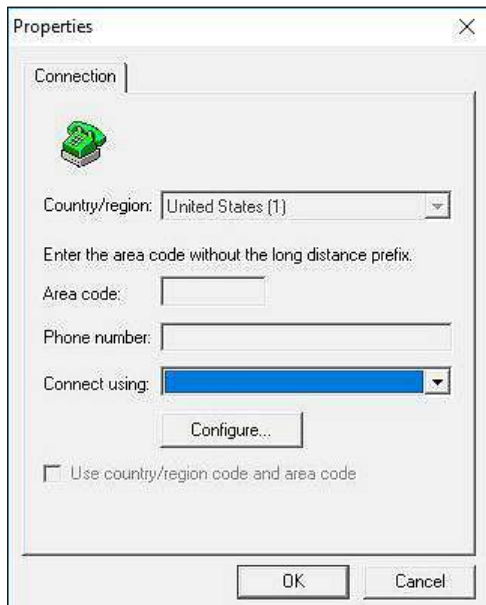 Properties
Connection
Country/region: United States (1)
Enter the area code without the long distance prefix.
Area code:
Phone number:
Connect using:
Configure...
Use country/region code and area code
OK Cancel